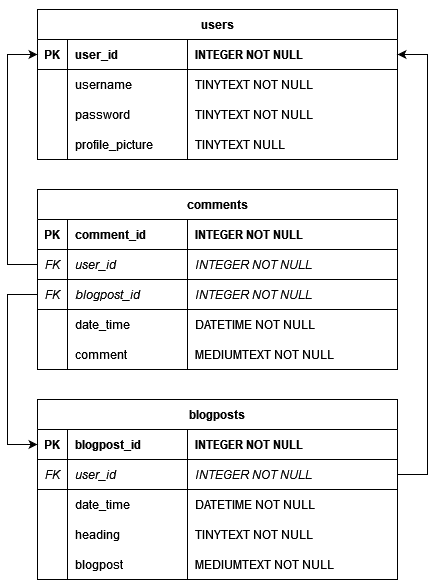 users
PK user_id INTEGER NOT NULL
username TINYTEXT NOT NULL
password TINYTEXT NOT NULL
profile_picture TINYTEXT NULL
comments
PK comment_id INTEGER NOT NULL
FK user_id INTEGER NOT NULL
FK blogpost_id INTEGER NOT NULL
date_time DATETIME NOT NULL
comment MEDIUMTEXT NOT NULL
blogposts
PK blogpost_id INTEGER NOT NULL
FK user_id INTEGER NOT NULL
date_time DATETIME NOT NULL
heading TINYTEXT NOT NULL
blogpost MEDIUMTEXT NOT NULL